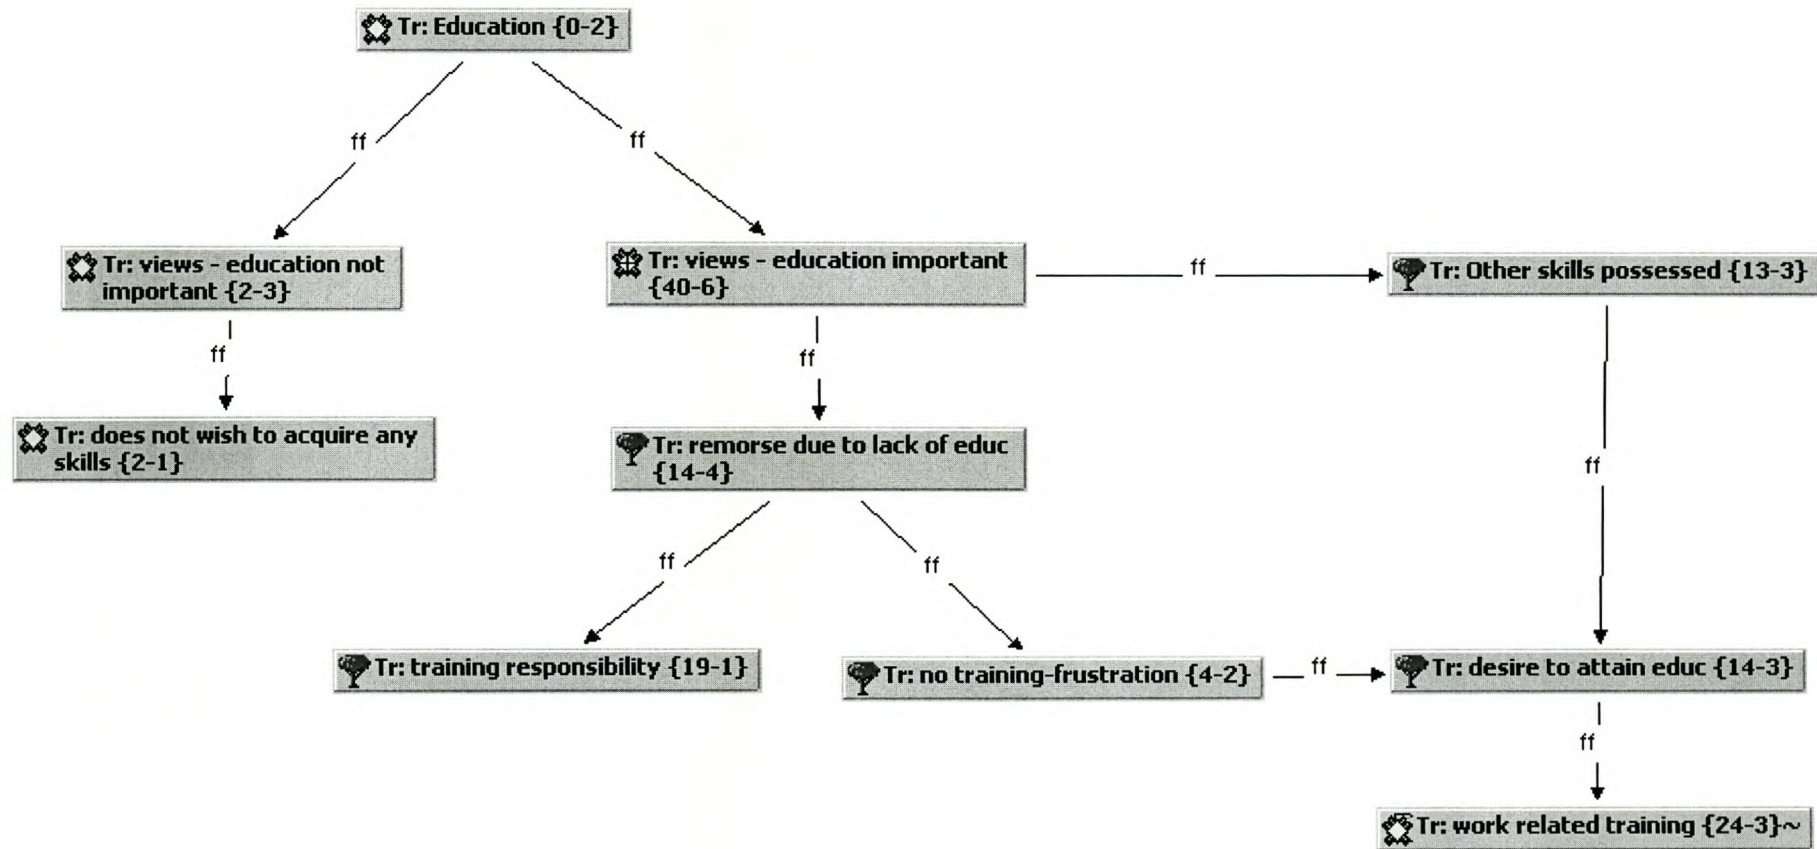 Tr: Education {0-2}
ff
ff
Tr: views - education not
important {2-3}
Tr: views - education important
{40-6}
ff
Tr: Other skills possessed {13-3}
ff
ff
Tr: does not wish to acquire any
skills {2-1}
Tr: remorse due to lack of educ
{14-4}
ff
ff
ff
Tr: training responsibility {19-1}
Tr: no training-frustration {4-2}
ff
Tr: desire to attain educ {14-3}
ff
Tr: work related training {24-3}~